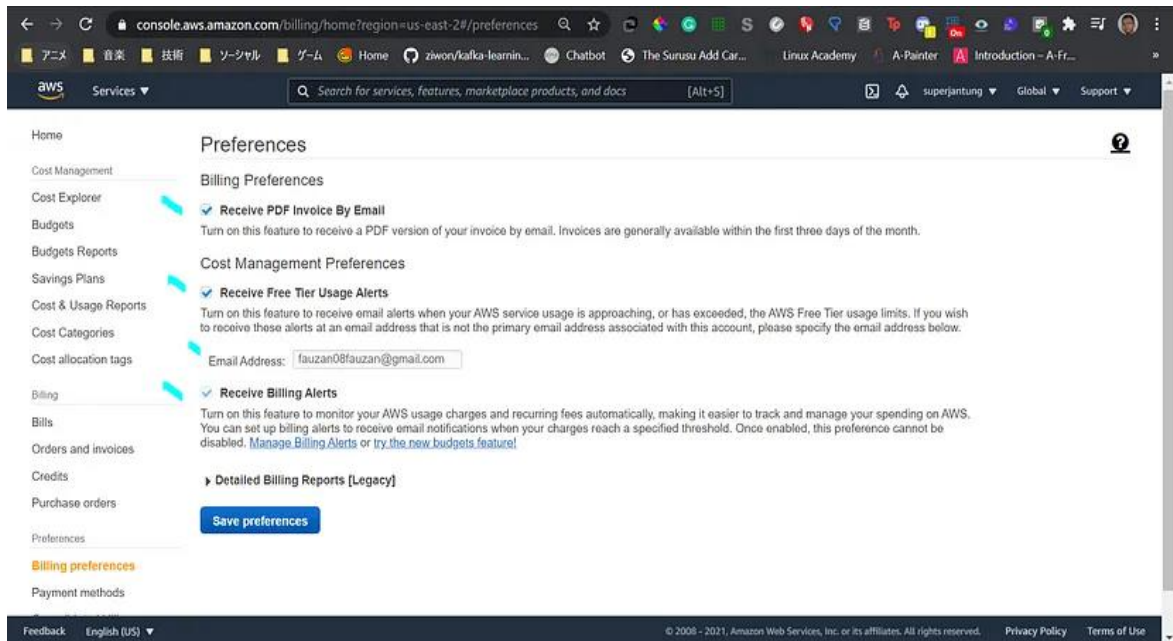 console.aws.amazon.com/billing/home?region=us-east-2#/preferences
アニメ 音楽 技術 ソーシャル ゲーム Home ziwon/kafka-learnin... Chatbot The Surusu Add Car... Linux Academy A-Painter Introduction – A-Fr... »
aws Services ▼ Search for services, features, marketplace products, and docs [Alt+S] superjantung ▼ Global ▼ Support ▼
Home
Cost Management
Cost Explorer
Budgets
Budgets Reports
Savings Plans
Cost & Usage Reports
Cost Categories
Cost allocation tags
Billing
Bills
Orders and invoices
Credits
Purchase orders
Preferences
Billing preferences
Payment methods
Preferences
Billing Preferences
Receive PDF Invoice By Email
Turn on this feature to receive a PDF version of your invoice by email. Invoices are generally available within the first three days of the month.
Cost Management Preferences
Receive Free Tier Usage Alerts
Turn on this feature to receive email alerts when your AWS service usage is approaching, or has exceeded, the AWS Free Tier usage limits. If you wish
to receive these alerts at an email address that is not the primary email address associated with this account, please specify the email address below.
Email Address: fauzan08fauzan@gmail.com
Receive Billing Alerts
Turn on this feature to monitor your AWS usage charges and recurring fees automatically, making it easier to track and manage your spending on AWS.
You can set up billing alerts to receive email notifications when your charges reach a specified threshold. Once enabled, this preference cannot be
disabled. Manage Billing Alerts or try the new budgets feature!
Detailed Billing Reports [Legacy]
Save preferences
Feedback English (US) ▼ © 2008 - 2021, Amazon Web Services, Inc. or its affiliates. All rights reserved. Privacy Policy Terms of Use